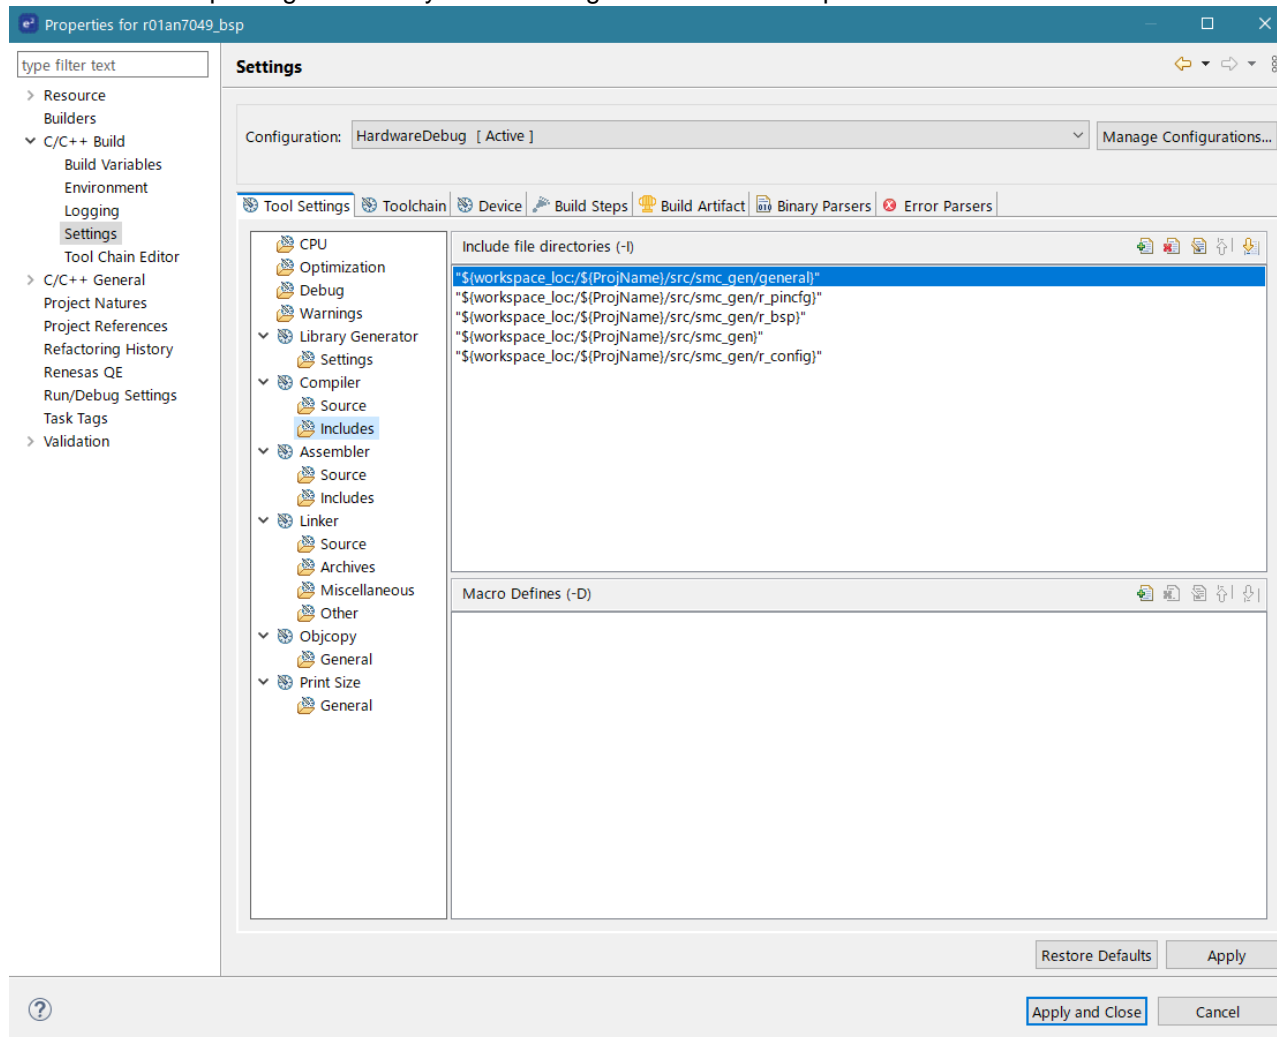 Properties for r01an7049_bsp
type filter text
Resource
Builders
C/C++ Build
Build Variables
Environment
Logging
Settings
Tool Chain Editor
C/C++ General
Project Natures
Project References
Refactoring History
Renesas QE
Run/Debug Settings
Task Tags
Validation
Settings
Configuration: HardwareDebug [ Active ] Manage Configurations...
Tool Settings Toolchain Device Build Steps Build Artifact Binary Parsers Error Parsers
CPU
Optimization
Debug
Warnings
Library Generator
Settings
Compiler
Source
Includes
Assembler
Source
Includes
Linker
Source
Archives
Miscellaneous
Other
Objcopy
General
Print Size
General
Include file directories (-I)
"${workspace_loc:/${ProjName}/src/smc_gen/general}"
"${workspace_loc:/${ProjName}/src/smc_gen/r_pincfg}"
"${workspace_loc:/${ProjName}/src/smc_gen/r_bsp}"
"${workspace_loc:/${ProjName}/src/smc_gen}"
"${workspace_loc:/${ProjName}/src/smc_gen/r_config}"
Macro Defines (-D)
Restore Defaults Apply
Apply and Close Cancel